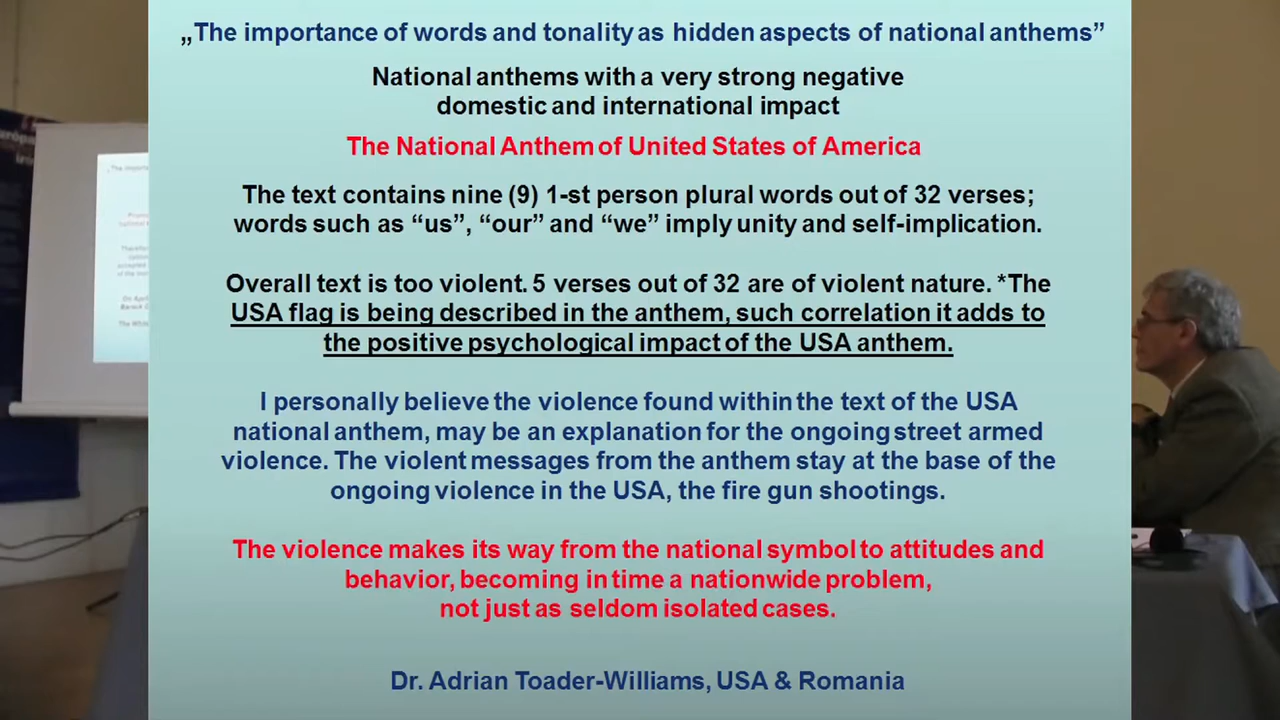 „The importance of words and tonality as hidden aspects of national anthems”
National anthems with a very strong negative
domestic and international impact
The National Anthem of United States of America
The text contains nine (9) 1-st person plural words out of 32 verses;
words such as “us”, “our” and “we” imply unity and self-implication.
Overall text is too violent. 5 verses out of 32 are of violent nature. *The
USA flag is being described in the anthem, such correlation it adds to
the positive psychological impact of the USA anthem.
I personally believe the violence found within the text of the USA
national anthem, may be an explanation for the ongoing street armed
violence. The violent messages from the anthem stay at the base of the
ongoing violence in the USA, the fire gun shootings.
The violence makes its way from the national symbol to attitudes and
behavior, becoming in time a nationwide problem,
not just as seldom isolated cases.
Dr. Adrian Toader-Williams, USA & Romania